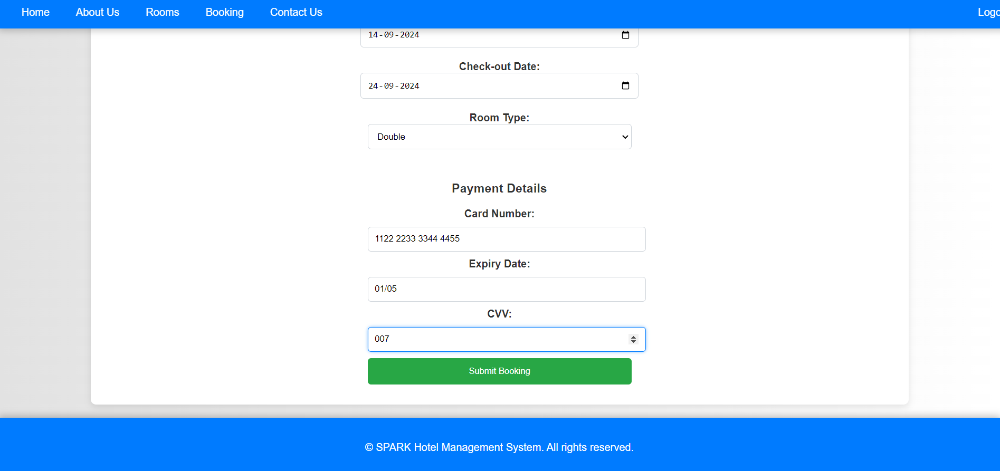 Home About Us Rooms Booking Contact Us Logo
14-09-2024
Check-out Date:
24-09-2024
Room Type:
Double
Payment Details
Card Number:
1122 2233 3344 4455
Expiry Date:
01/05
CVV:
007
Submit Booking
© SPARK Hotel Management System. All rights reserved.